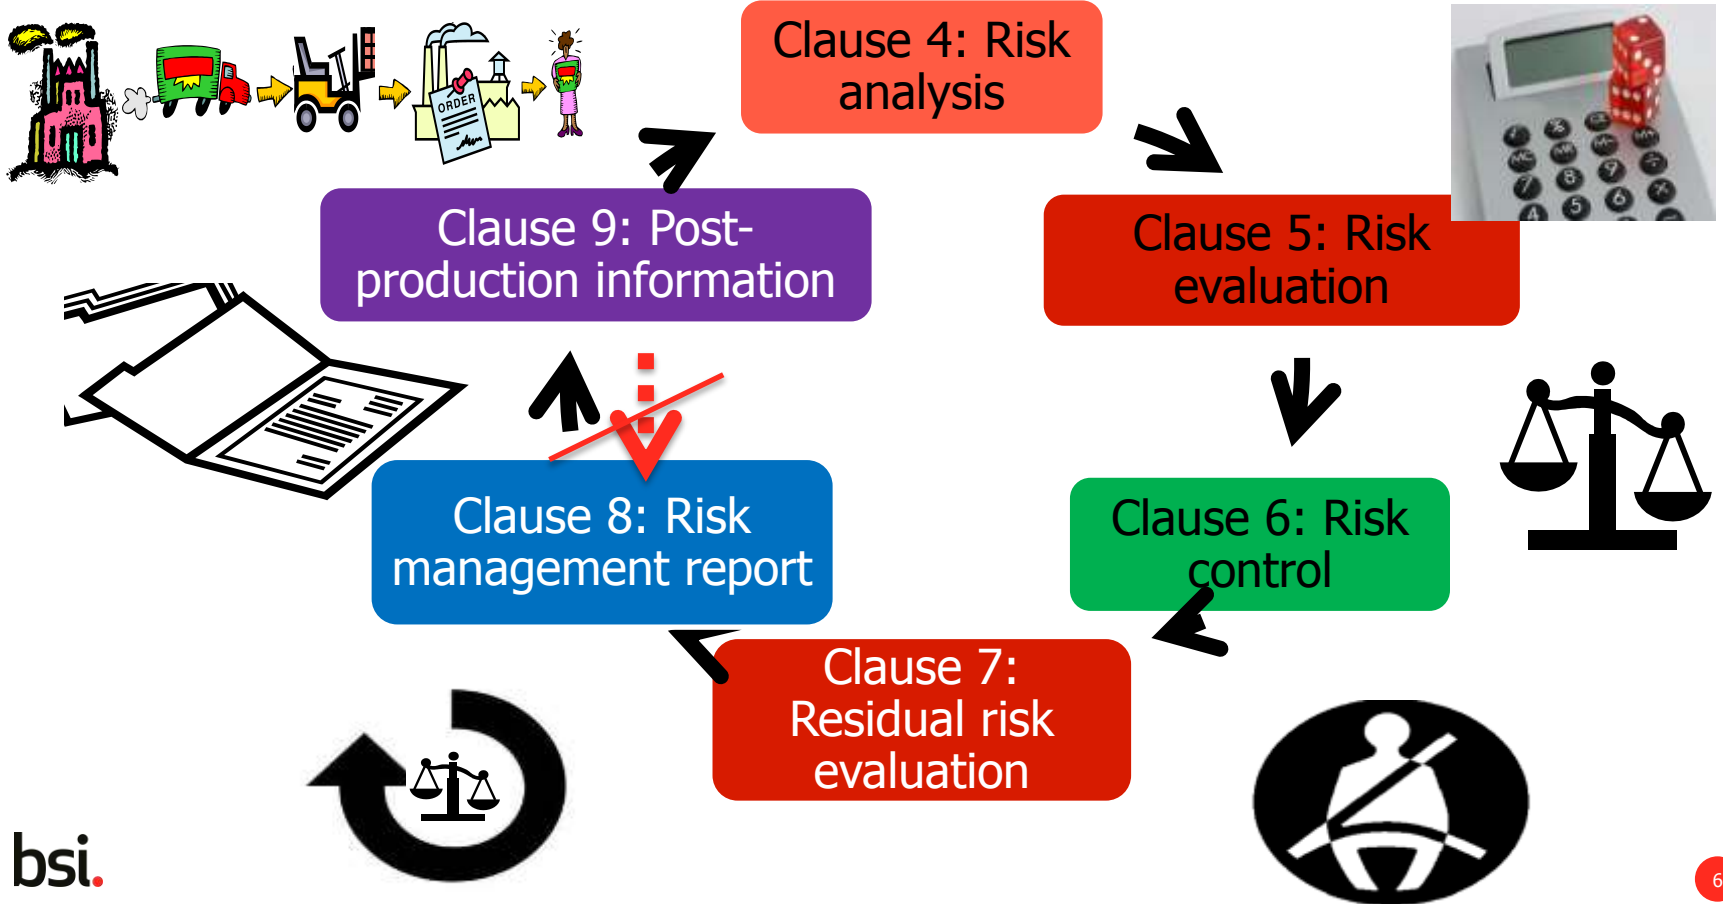 Clause 4: Risk
analysis
ORDER
Clause 9: Post-
production information
Clause 5: Risk
evaluation
Clause 8: Risk
management report
Clause 6: Risk
control
Clause 7:
Residual risk
evaluation
bsi.
6